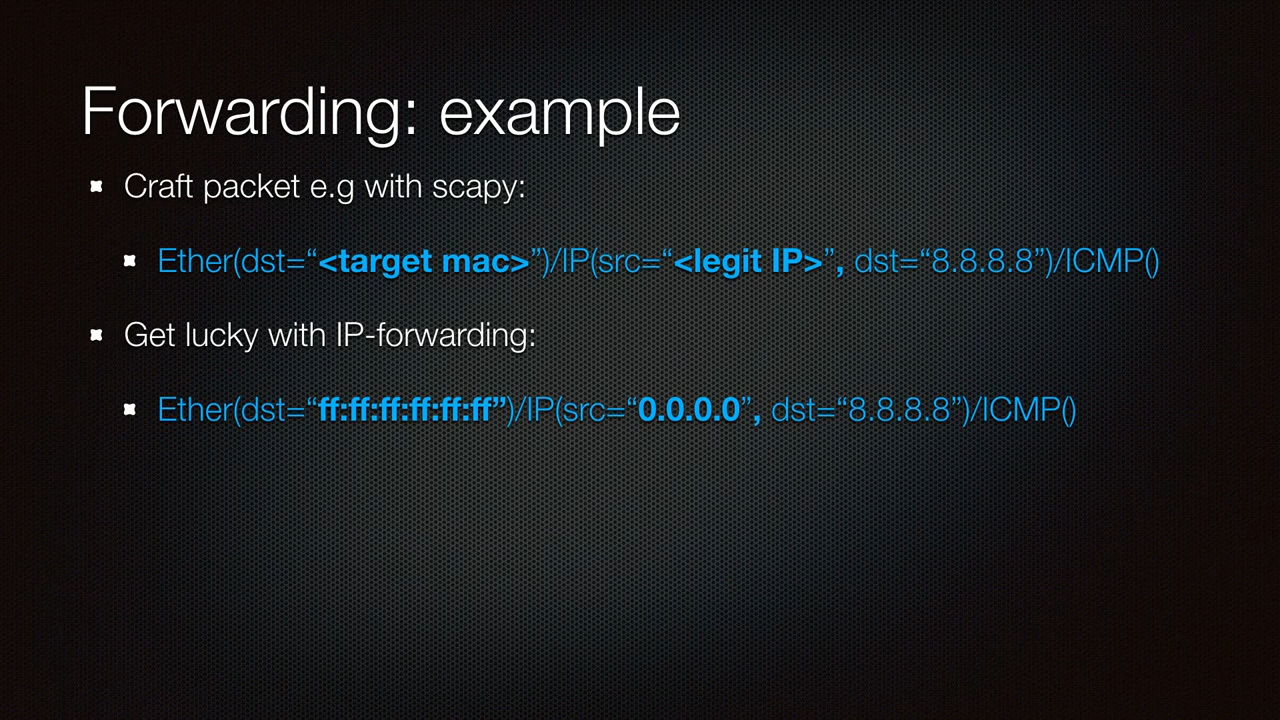 Forwarding: example
Craft packet e.g with scapy:
Ether(dst=“<target mac>”)/IP(src=“<legit IP>”, dst=“8.8.8.8”)/ICMP()
Get lucky with IP-forwarding:
Ether(dst=“ff:ff:ff:ff:ff:ff”)/IP(src=“0.0.0.0”, dst=“8.8.8.8”)/ICMP()